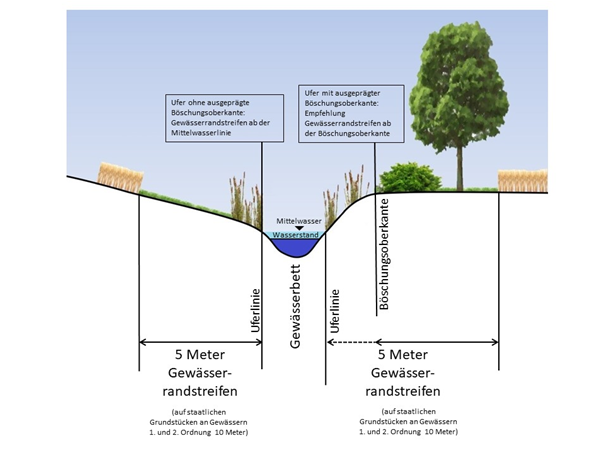 Ufer ohne ausgeprägte
Böschungsoberkante:
Gewässerrandstreifen ab der
Mittelwasserlinie
Ufer mit ausgeprägter
Böschungsoberkante:
Empfehlung
Gewässerrandstreifen ab
der Böschungsoberkante
Mittelwasser
Wasserstand
Uferlinie
Gewässerbett
Uferlinie
Böschungsoberkante
5 Meter
Gewässer-
randstreifen
(auf staatlichen
Grundstücken an Gewässern
1. und 2. Ordnung 10 Meter)
5 Meter
Gewässer-
randstreifen
(auf staatlichen
Grundstücken an Gewässern
1. und 2. Ordnung 10 Meter)